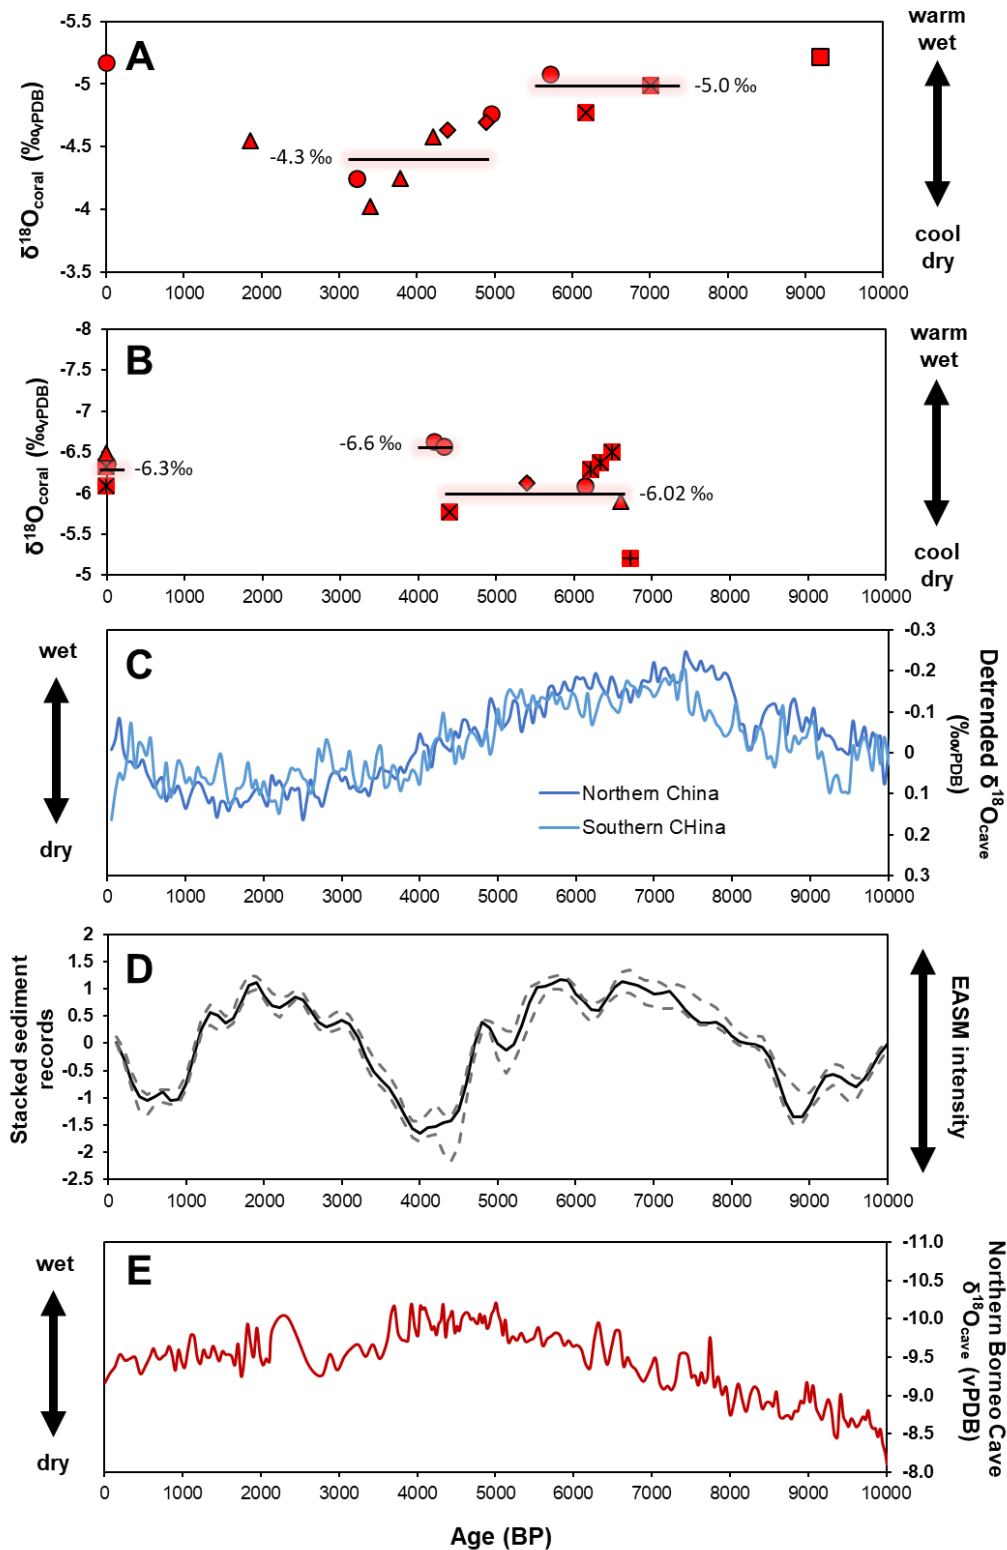 A
δ18Ocoral (‰vPDB)
-5.5
-5
-4.5
-4
-3.5
-5.0 ‰
-4.3 ‰
0 1000 2000 3000 4000 5000 6000 7000 8000 9000 10000
warm
wet
cool
dry
B
δ18Ocoral (‰vPDB)
-8
-7.5
-7
-6.5
-6
-5.5
-5
-6.3‰
-6.6 ‰
-6.02 ‰
0 1000 2000 3000 4000 5000 6000 7000 8000 9000 10000
warm
wet
cool
dry
C
wet
dry
Northern China
Southern CHina
-0.3
-0.2
-0.1
0
0.1
0.2
0.3
Detrended δ18Ocave
(‰vPDB)
0 1000 2000 3000 4000 5000 6000 7000 8000 9000 10000
D
Stacked sediment
records
2
1.5
1
0.5
0
-0.5
-1
-1.5
-2
-2.5
EASM intensity
0 1000 2000 3000 4000 5000 6000 7000 8000 9000 10000
E
wet
dry
-11.0
-10.5
-10.0
-9.5
-9.0
-8.5
-8.0
Northern Borneo Cave
δ18Ocave (vPDB)
0 1000 2000 3000 4000 5000 6000 7000 8000 9000 10000
Age (BP)